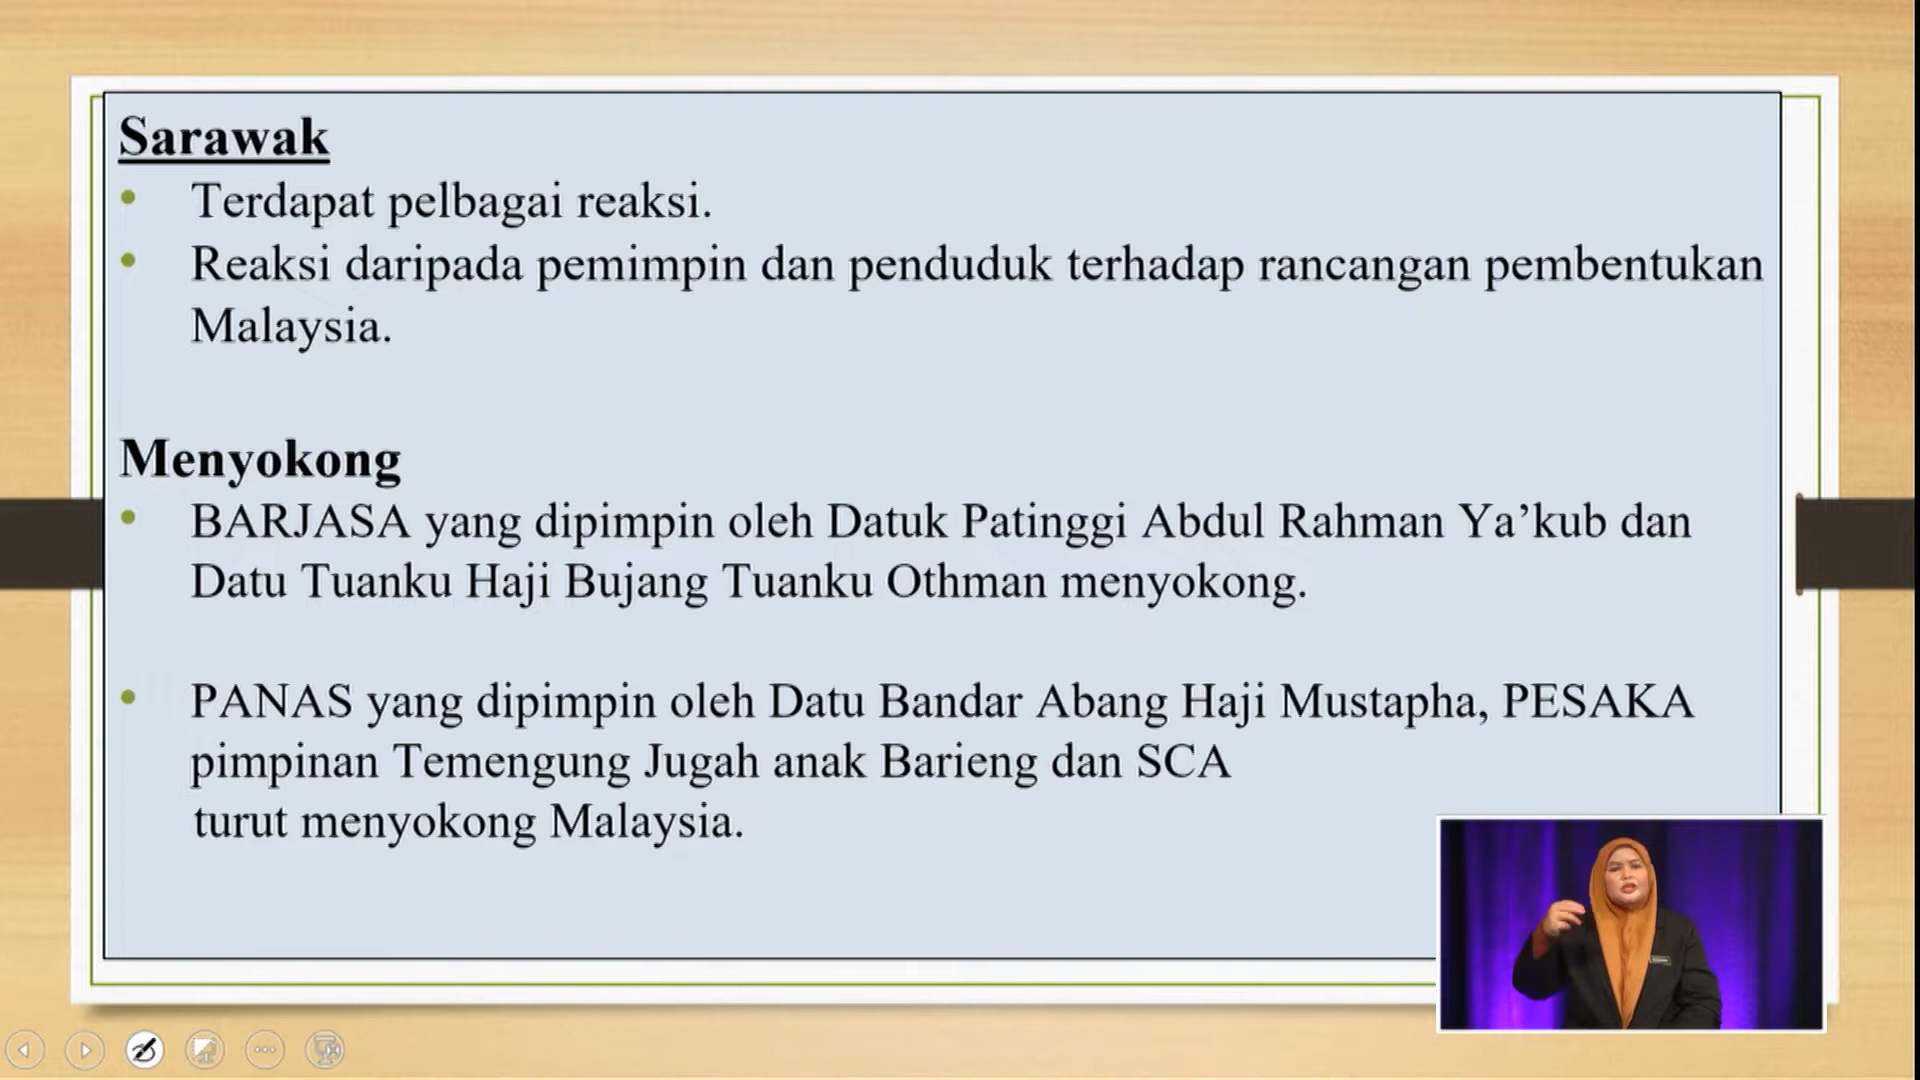 Sarawak
• Terdapat pelbagai reaksi.
• Reaksi daripada pemimpin dan penduduk terhadap rancangan pembentukan
Malaysia.
Menyokong
• BARJASA yang dipimpin oleh Datuk Patinggi Abdul Rahman Ya’kub dan
Datu Tuanku Haji Bujang Tuanku Othman menyokong.
• PANAS yang dipimpin oleh Datu Bandar Abang Haji Mustapha, PESAKA
pimpinan Temengung Jugah anak Barieng dan SCA
turut menyokong Malaysia.